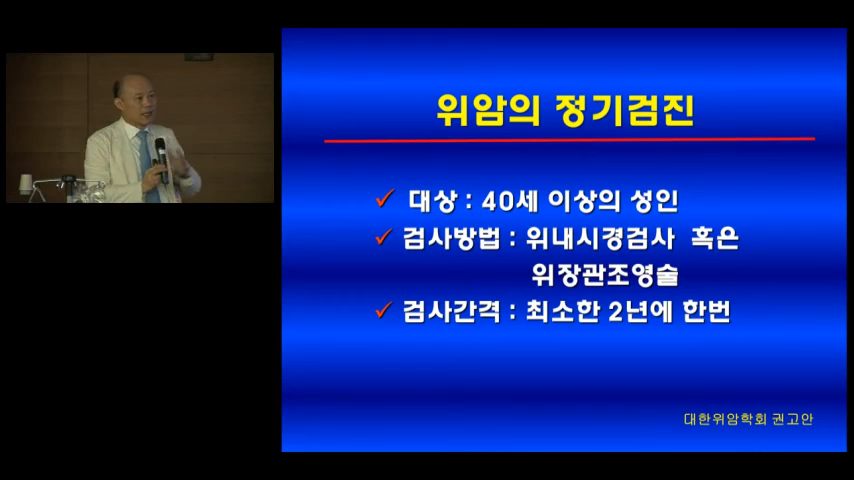 위암의 정기검진
✓ 대상 : 40세 이상의 성인
✓ 검사방법 : 위내시경검사 혹은
위장관조영술
✓ 검사간격 : 최소한 2년에 한번
대한위암학회 권고안